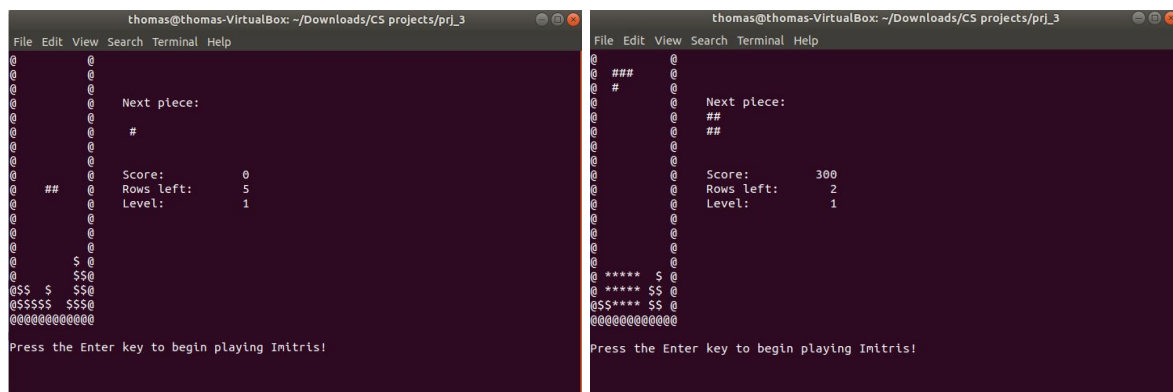 thomas@thomas-VirtualBox: ~/Downloads/CS projects/prj_3
File Edit View Search Terminal Help
@          @
@          @
@          @
@          @    Next piece:
@          @
@          @     #
@          @
@          @
@          @    Score:           0
@    ##    @    Rows left:       5
@          @    Level:           1
@          @
@          @
@          @
@        $ @
@        $$@
@$$  $   $$@
@$$$$$  $$$@
@@@@@@@@@@@@
Press the Enter key to begin playing Imitris!
thomas@thomas-VirtualBox: ~/Downloads/CS projects/prj_3
File Edit View Search Terminal Help
@          @
@  ###     @
@  #       @
@          @    Next piece:
@          @    ##
@          @    ##
@          @
@          @
@          @    Score:         300
@          @    Rows left:       2
@          @    Level:           1
@          @
@          @
@          @
@          @
@ *****  $ @
@ ***** $$ @
@$$**** $$ @
@@@@@@@@@@@@
Press the Enter key to begin playing Imitris!